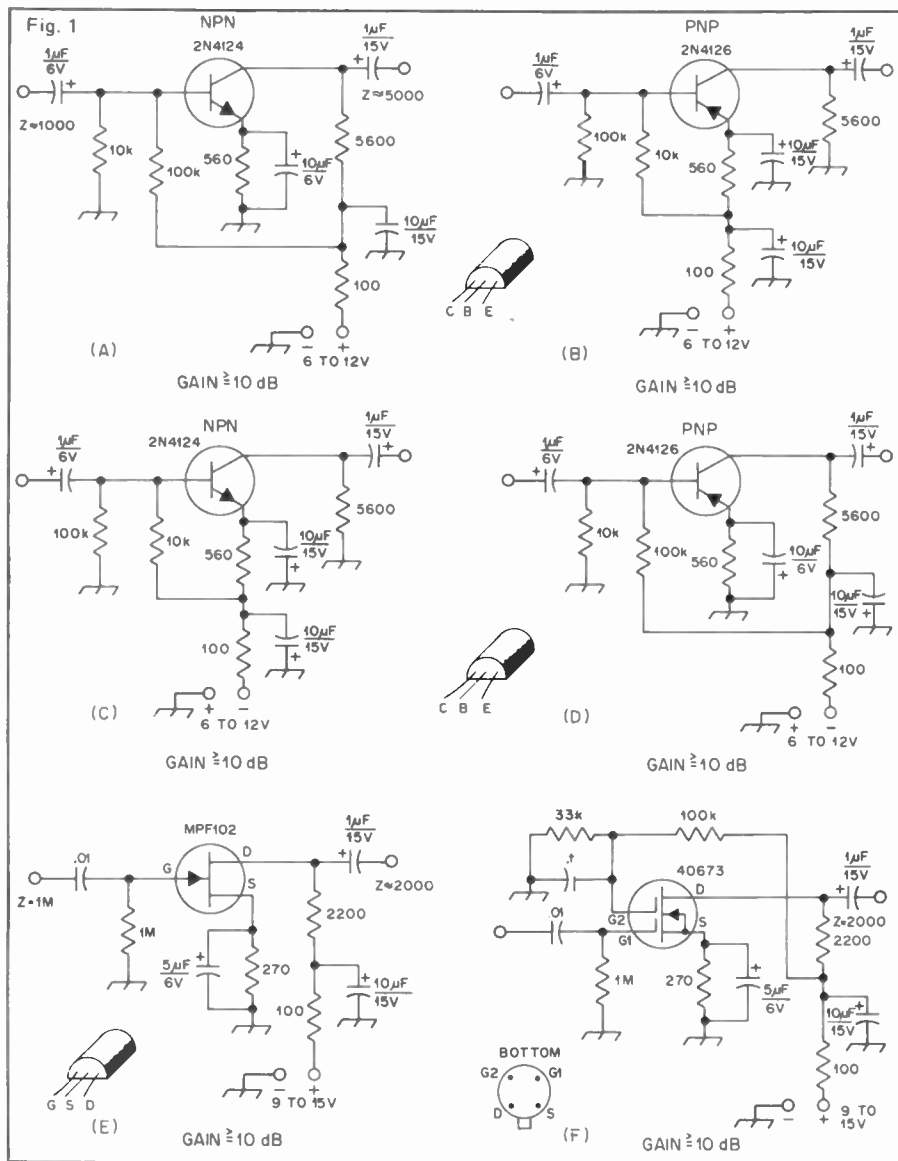 Fig. 1
NPN
2N4124
1µF
6V
+
Z≈1000
10k
100k
560
+
10µF
6V
1µF
15V
+
Z≈5000
5600
+
10µF
15V
100
−
+
6 TO 12V
(A)
GAIN ≧ 10 dB
PNP
2N4126
1µF
6V
+
100k
10k
560
+
10µF
15V
1µF
15V
+
5600
+
10µF
15V
100
C B E
−
+
6 TO 12V
(B)
GAIN ≧ 10 dB
NPN
2N4124
1µF
6V
+
100k
10k
560
10µF
15V
+
1µF
15V
+
5600
10µF
15V
+
100
+
−
6 TO 12V
(C)
GAIN ≧ 10 dB
PNP
2N4126
1µF
6V
+
10k
100k
560
10µF
6V
+
1µF
15V
+
5600
10µF
15V
+
100
C B E
+
−
6 TO 12V
(D)
GAIN ≧ 10 dB
MPF102
.01
Z=1M
1M
G
D
S
5µF
6V
+
270
1µF
15V
+
Z≈2000
2200
+
10µF
15V
100
G S D
−
+
9 TO 15V
(E)
GAIN ≧ 10 dB
33k
100k
40673
.01
G2
G1
D
S
1M
270
+
5µF
6V
1µF
15V
+
Z=2000
2200
+
10µF
15V
100
BOTTOM
G2
G1
D
S
−
+
9 TO
15V
(F)
GAIN ≧ 10 dB